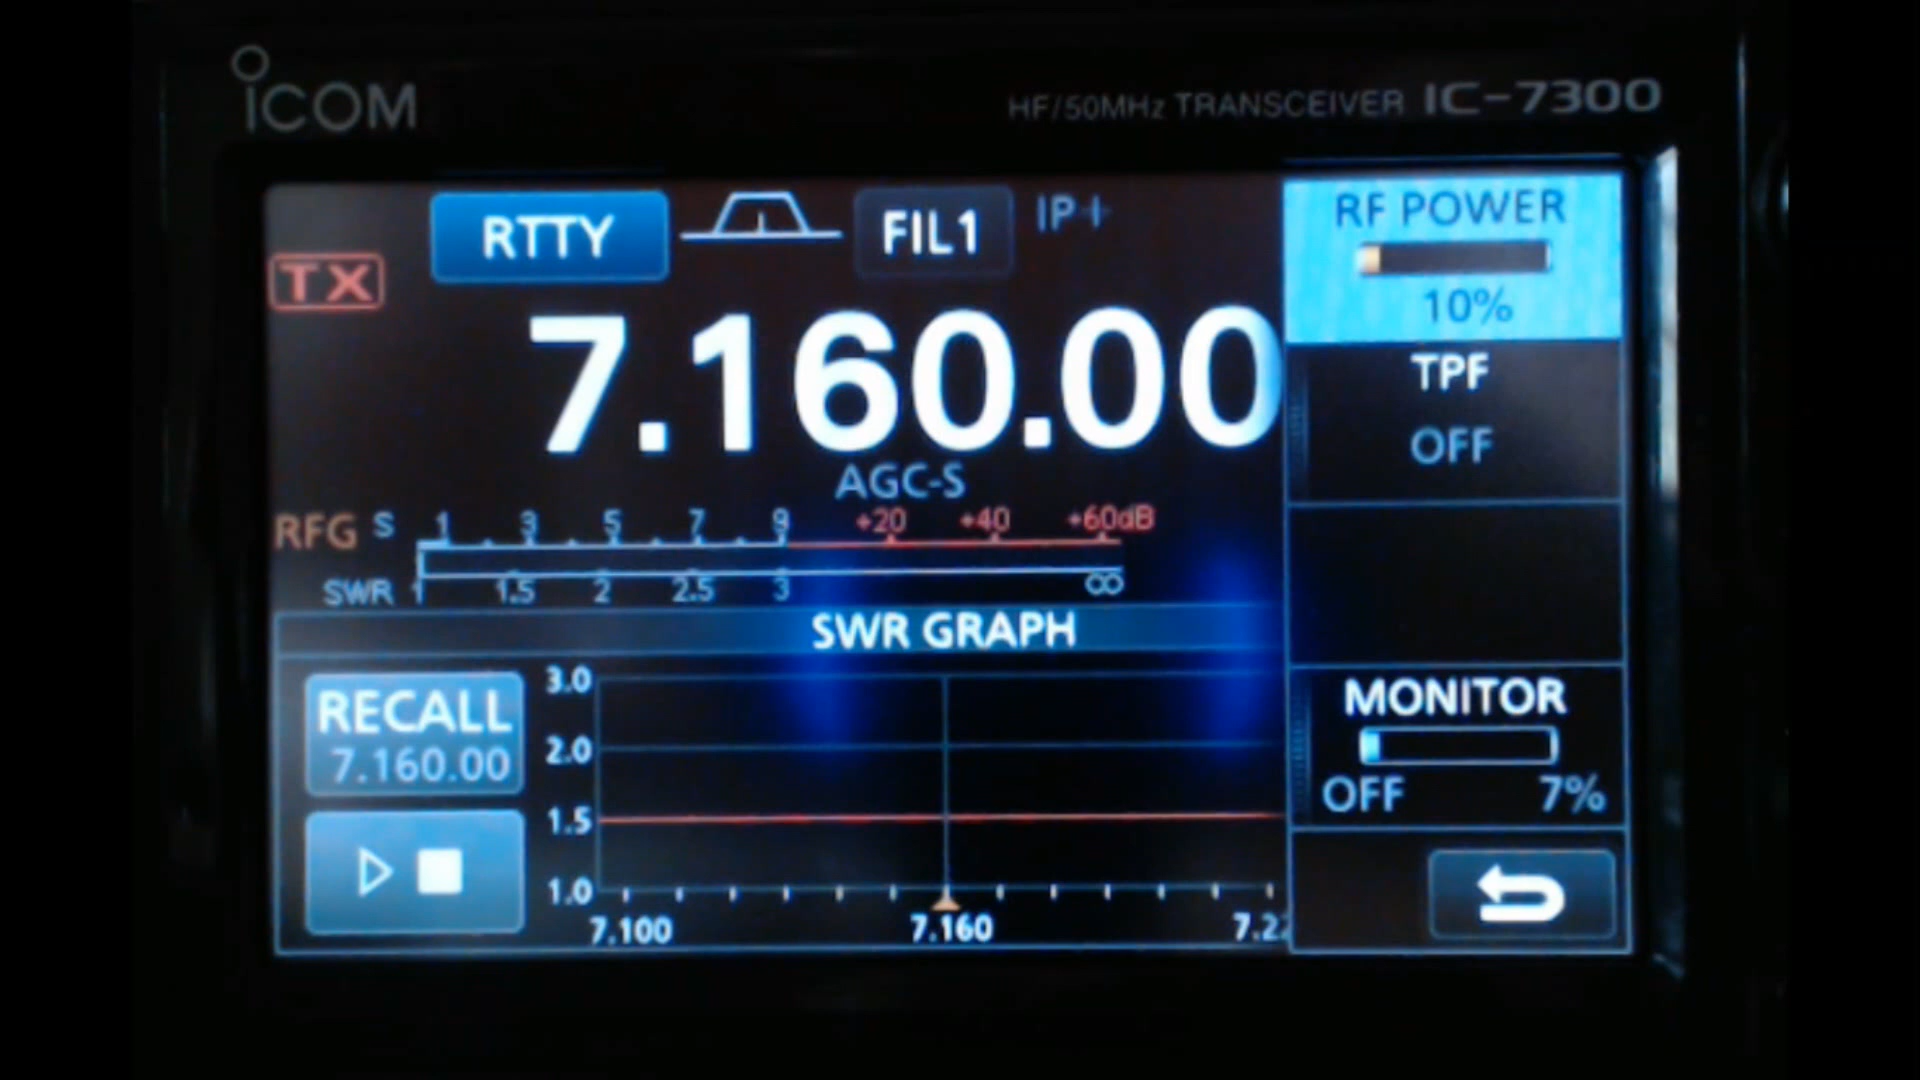 ICOM
HF/50MHz TRANSCEIVER IC-7300
RTTY FIL1 IP+
TX
7.160.00
AGC-S
RFG S 1 3 5 7 9 +20 +40 +60dB
SWR 1 1.5 2 2.5 3 ∞
SWR GRAPH
RECALL
7.160.00
3.0
2.0
1.5
1.0
7.100 7.160
RF POWER
10%
TPF
OFF
MONITOR
OFF 7%